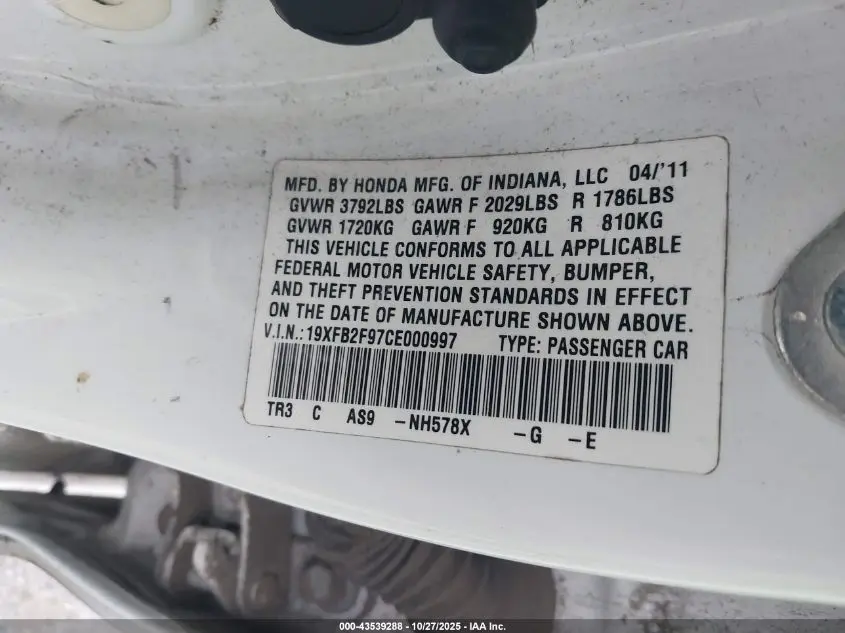 MFD. BY HONDA MFG. OF INDIANA, LLC 04/'11
GVWR 3792LBS GAWR F 2029LBS R 1786LBS
GVWR 1720KG GAWR F 920KG R 810KG
THIS VEHICLE CONFORMS TO ALL APPLICABLE
FEDERAL MOTOR VEHICLE SAFETY, BUMPER,
AND THEFT PREVENTION STANDARDS IN EFFECT
ON THE DATE OF MANUFACTURE SHOWN ABOVE.
V.I.N.:19XFB2F97CE000997 TYPE: PASSENGER CAR
TR3 C AS9 -NH578X -G -E
000-43539288 | 10/27/2025 - IAA Inc.